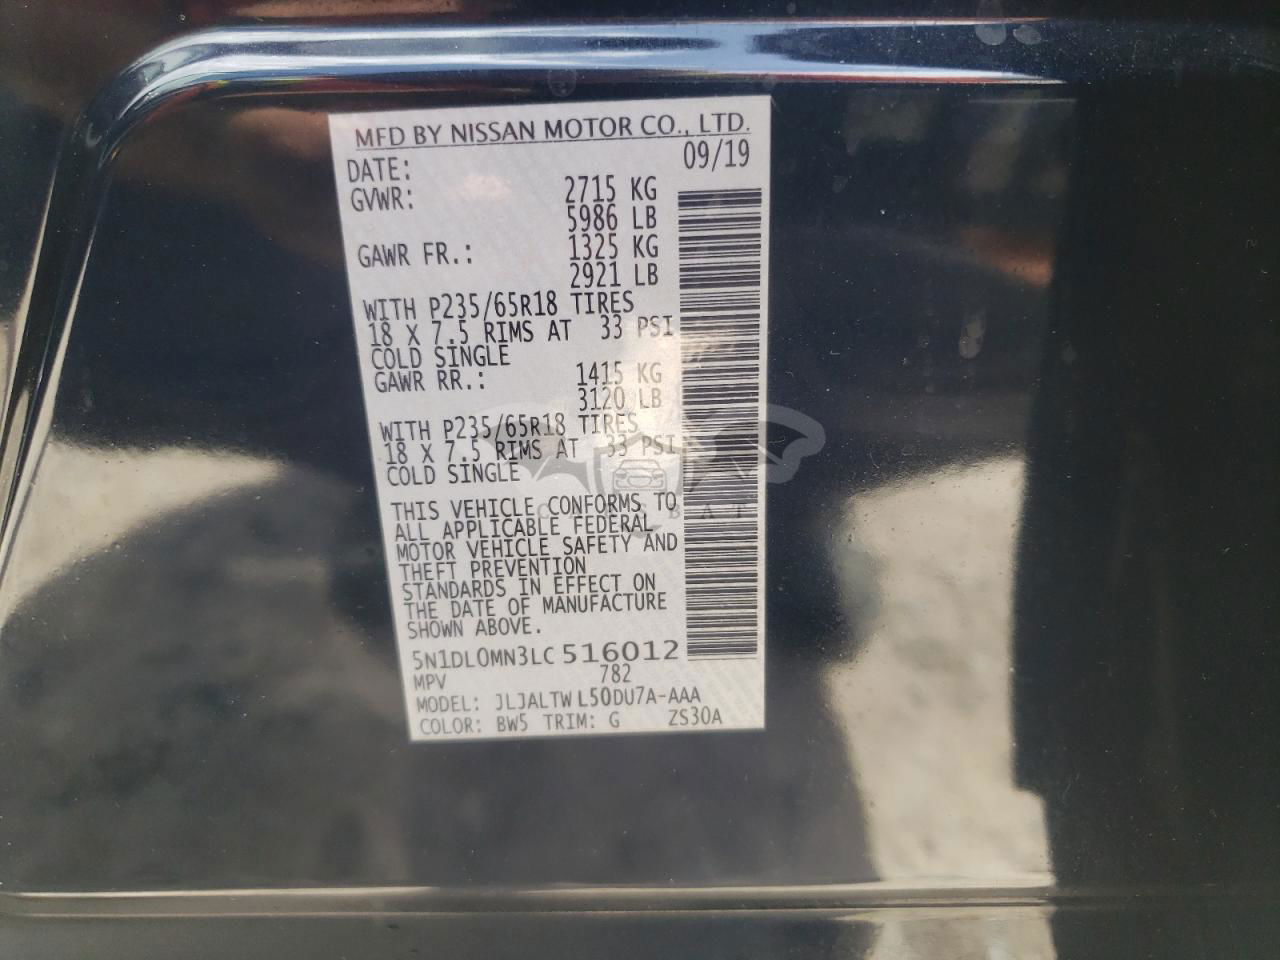 MFD BY NISSAN MOTOR CO., LTD.
DATE: 09/19
GVWR: 2715 KG
5986 LB
GAWR FR.: 1325 KG
2921 LB
WITH P235/65R18 TIRES
18 X 7.5 RIMS AT 33 PSI
COLD SINGLE
GAWR RR.: 1415 KG
3120 LB
WITH P235/65R18 TIRES
18 X 7.5 RIMS AT 33 PSI
COLD SINGLE
THIS VEHICLE CONFORMS TO
ALL APPLICABLE FEDERAL
MOTOR VEHICLE SAFETY AND
THEFT PREVENTION
STANDARDS IN EFFECT ON
THE DATE OF MANUFACTURE
SHOWN ABOVE.
5N1DL0MN3LC516012
MPV 782
MODEL: JLJALTWL50DU7A-AAA
COLOR: BW5 TRIM: G ZS30A